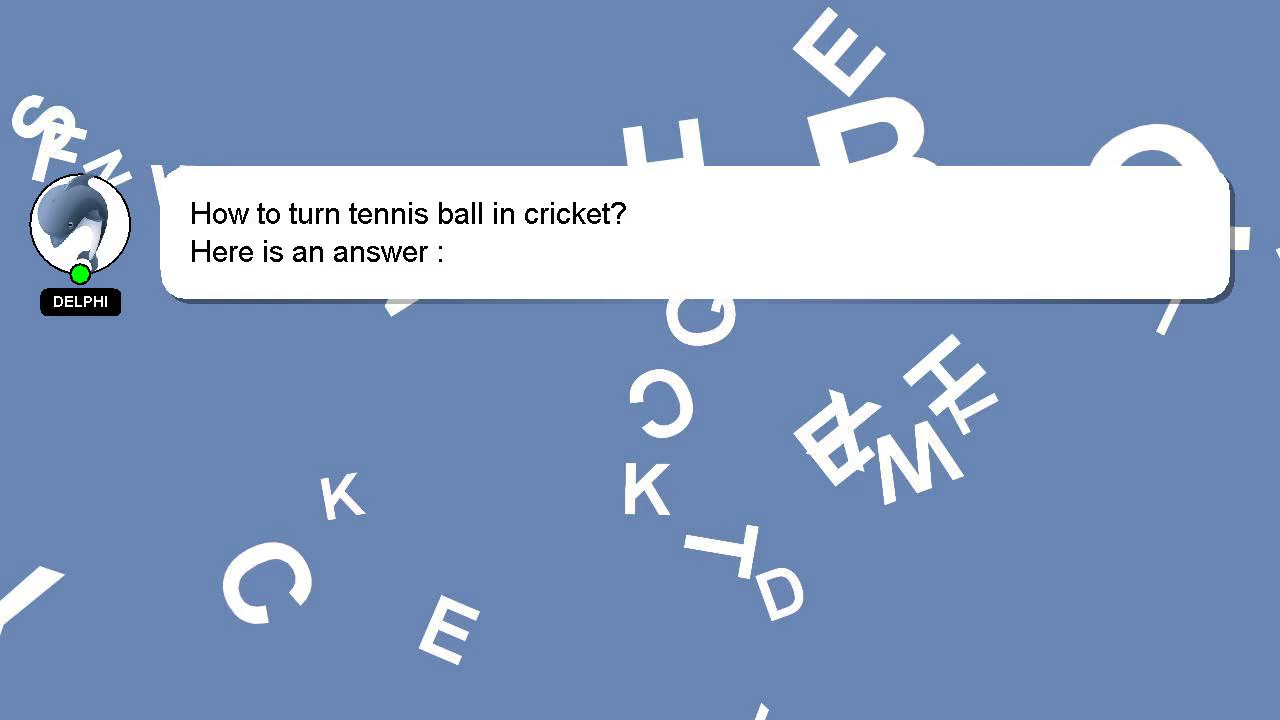 How to turn tennis ball in cricket?
Here is an answer :
DELPHI
E
S
H
R
N
G
C
H
E
M
K
K
T
D
C
E